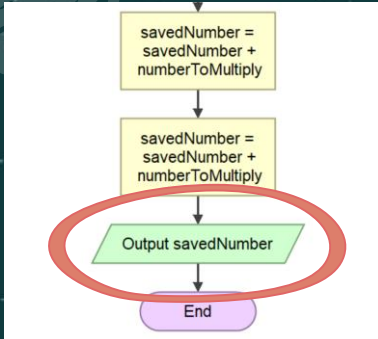 savedNumber =
savedNumber +
numberToMultiply
savedNumber =
savedNumber +
numberToMultiply
Output savedNumber
End